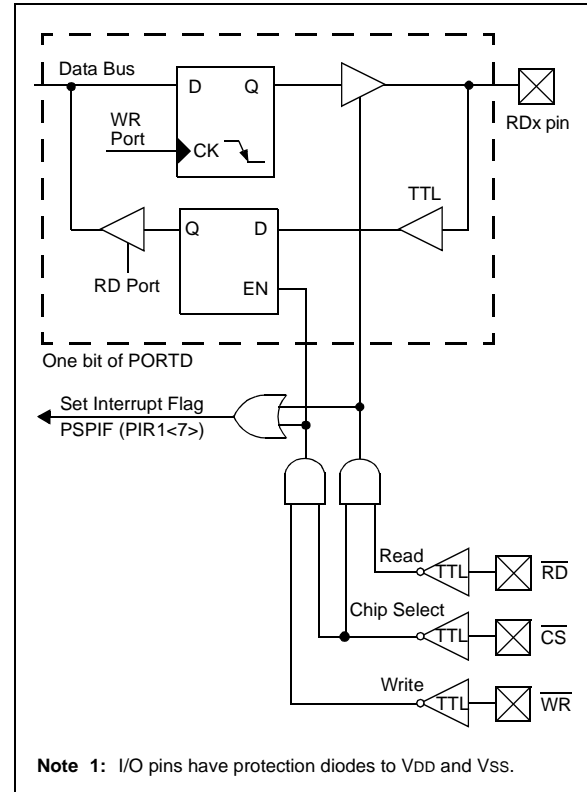 Data Bus
D Q
WR
Port
CK
RDx pin
TTL
Q D
RD Port
EN
One bit of PORTD
Set Interrupt Flag
PSPIF (PIR1<7>)
Read
TTL
RD
Chip Select
TTL
CS
Write
TTL
WR
Note 1: I/O pins have protection diodes to VDD and VSS.